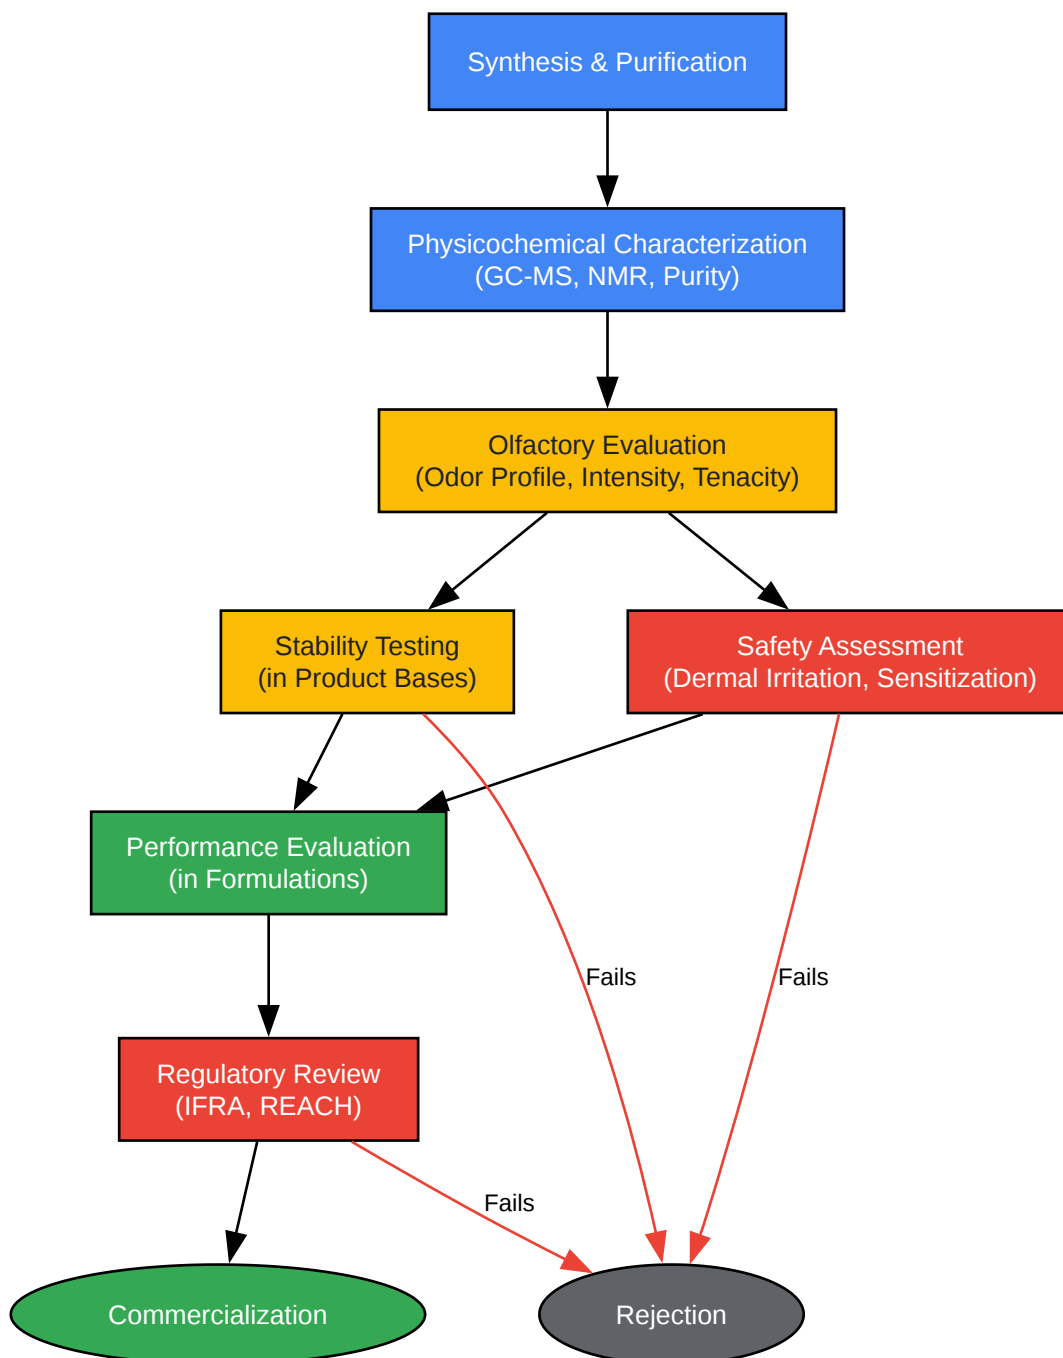 Synthesis & Purification
Physicochemical Characterization
(GC-MS, NMR, Purity)
Olfactory Evaluation
(Odor Profile, Intensity, Tenacity)
Stability Testing
(in Product Bases)
Safety Assessment
(Dermal Irritation, Sensitization)
Performance Evaluation
(in Formulations)
Fails
Fails
Regulatory Review
(IFRA, REACH)
Fails
Commercialization
Rejection